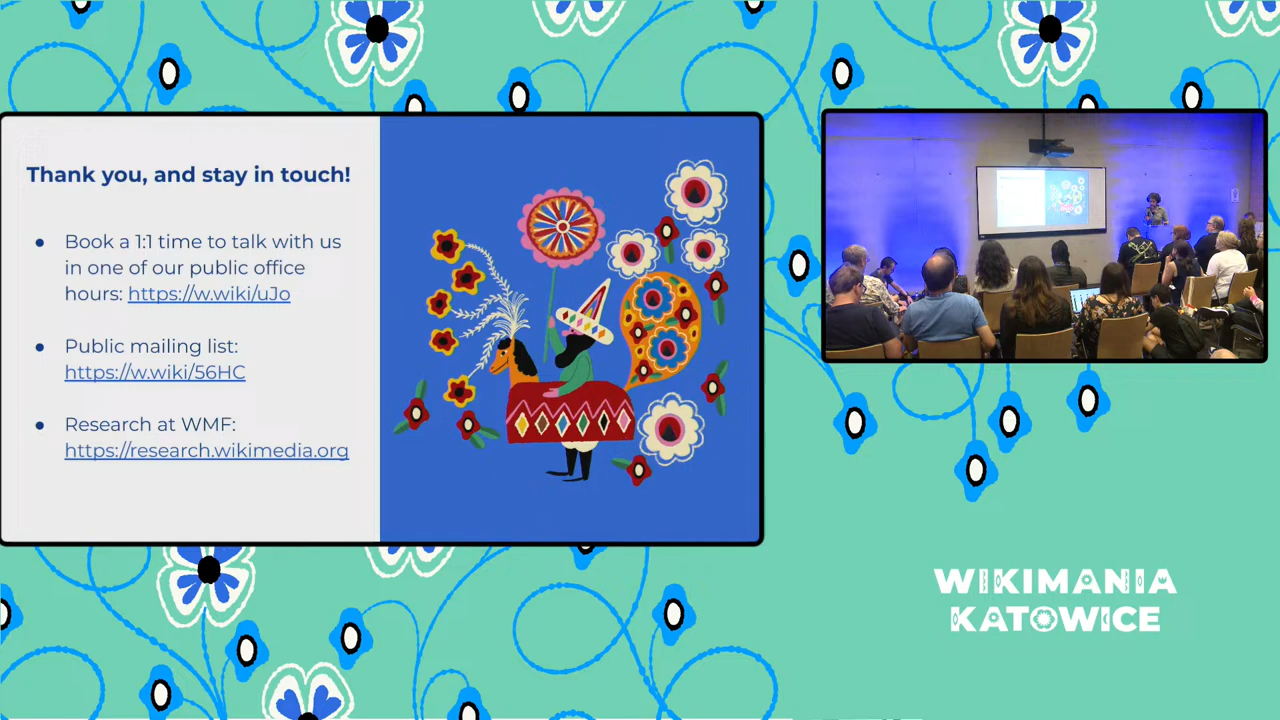 Thank you, and stay in touch!
● Book a 1:1 time to talk with us
in one of our public office
hours: https://w.wiki/uJo
● Public mailing list:
https://w.wiki/56HC
● Research at WMF:
https://research.wikimedia.org
WIKIMANIA
KATOWICE